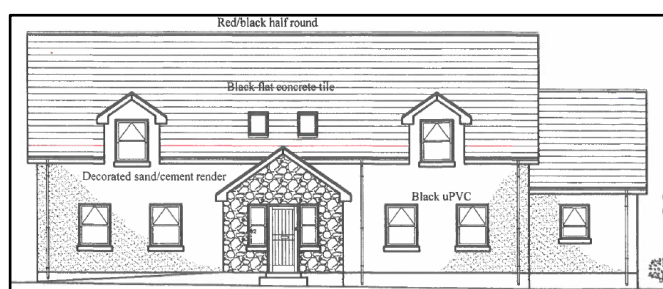 Red/black half round
Black flat concrete tile
Decorated sand/cement render
Black uPVC